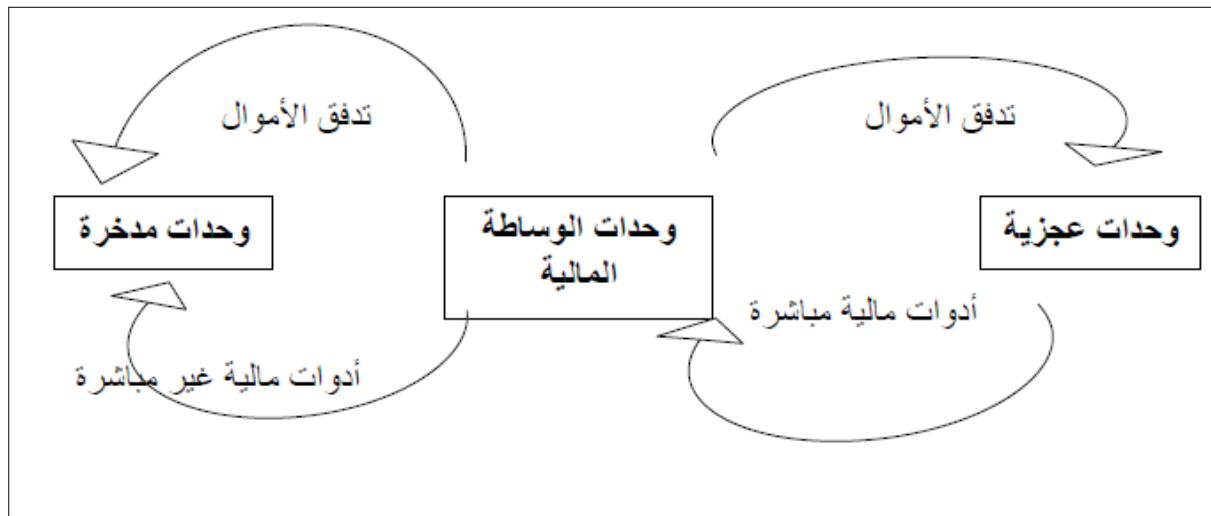 تدفق الأموال
تدفق الأموال
وحدات عجزية
وحدات الوساطة
المالية
وحدات مدخرة
أدوات مالية مباشرة
أدوات مالية غير مباشرة